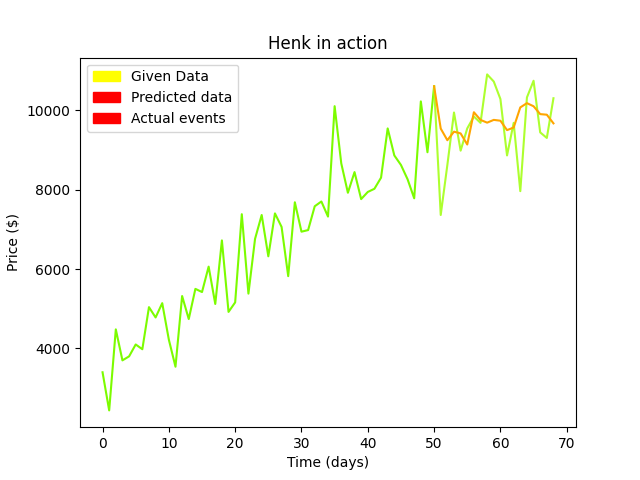 Henk in action
Given Data
Predicted data
Actual events
10000
8000
6000
4000
Price ($)
0 10 20 30 40 50 60 70
Time (days)